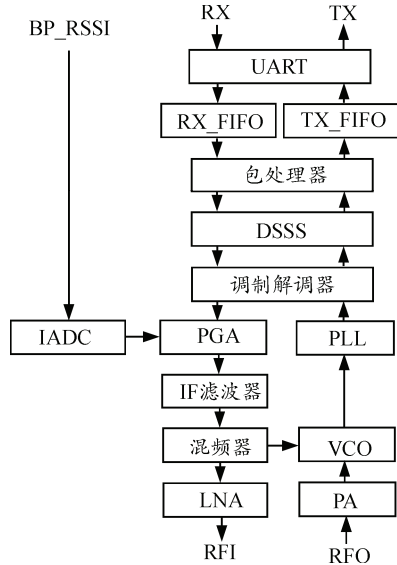 RX TX
BP_RSSI
UART
RX_FIFO TX_FIFO
包处理器
DSSS
调制解调器
IADC PGA PLL
IF滤波器
混频器 VCO
LNA PA
RFI RFO